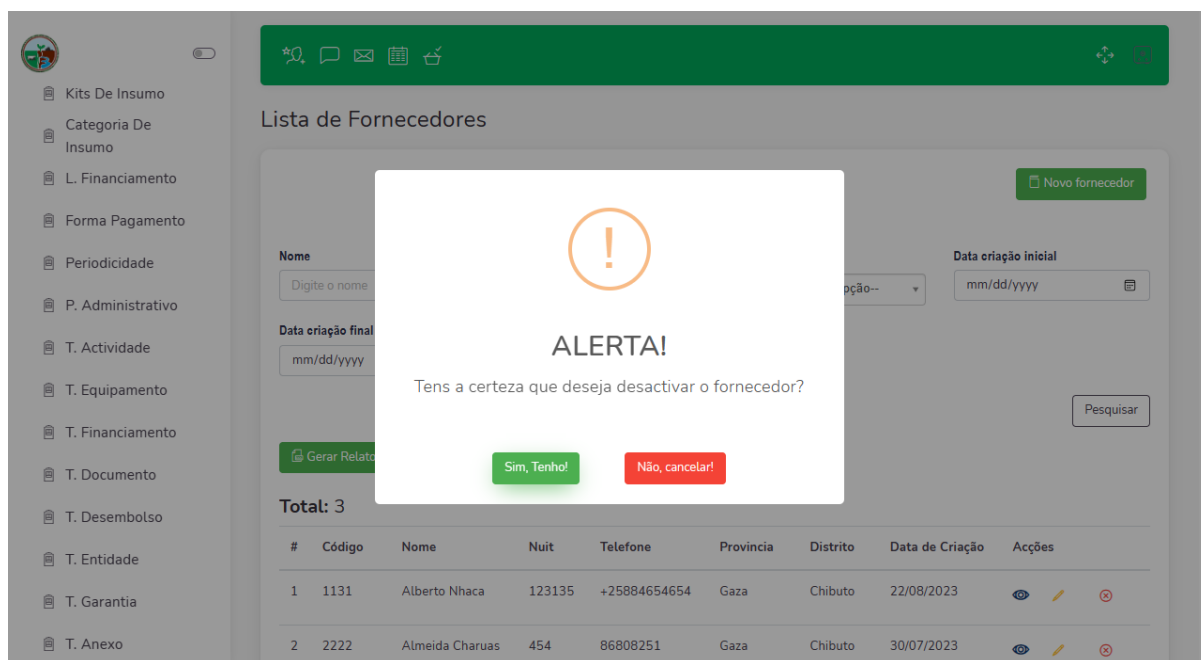 Kits De Insumo
Categoria De
Insumo
L. Financiamento
Forma Pagamento
Periodicidade
P. Administrativo
T. Actividade
T. Equipamento
T. Financiamento
T. Documento
T. Desembolso
T. Entidade
T. Garantia
T. Anexo
Lista de Fornecedores
Novo fornecedor
Nome
Data criação inicial
Digite o nome
mm/dd/yyyy
Data criação final
mm/dd/yyyy
!
ALERTA!
Tens a certeza que deseja desactivar o fornecedor?
Sim, Tenho!
Não, cancelar!
Pesquisar
Gerar
Total: 3
# Código Nome Nuit Telefone Provincia Distrito Data de Criação Acções
1 1131 Alberto Nhaca 123135 +25884654654 Gaza Chibuto 22/08/2023
2 2222 Almeida Charuas 454 86808251 Gaza Chibuto 30/07/2023